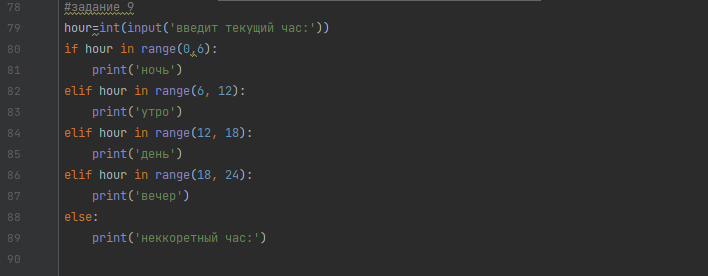 78 #задание 9
79 hour=int(input('введит текущий час:'))
80 if hour in range(0,6):
81 print('ночь')
82 elif hour in range(6, 12):
83 print('утро')
84 elif hour in range(12, 18):
85 print('день')
86 elif hour in range(18, 24):
87 print('вечер')
88 else:
89 print('неккоретный час:')
90